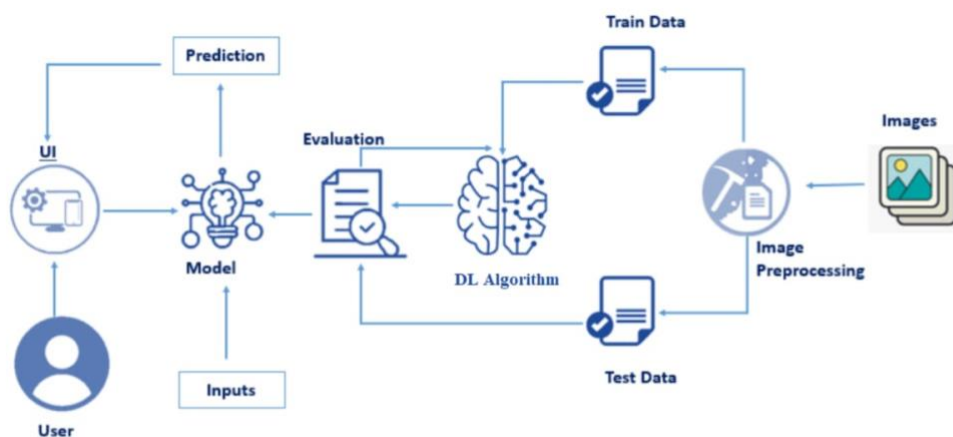 Train Data
Prediction
Images
Evaluation
UI
Image
Preprocessing
Model
DL Algorithm
Test Data
Inputs
User